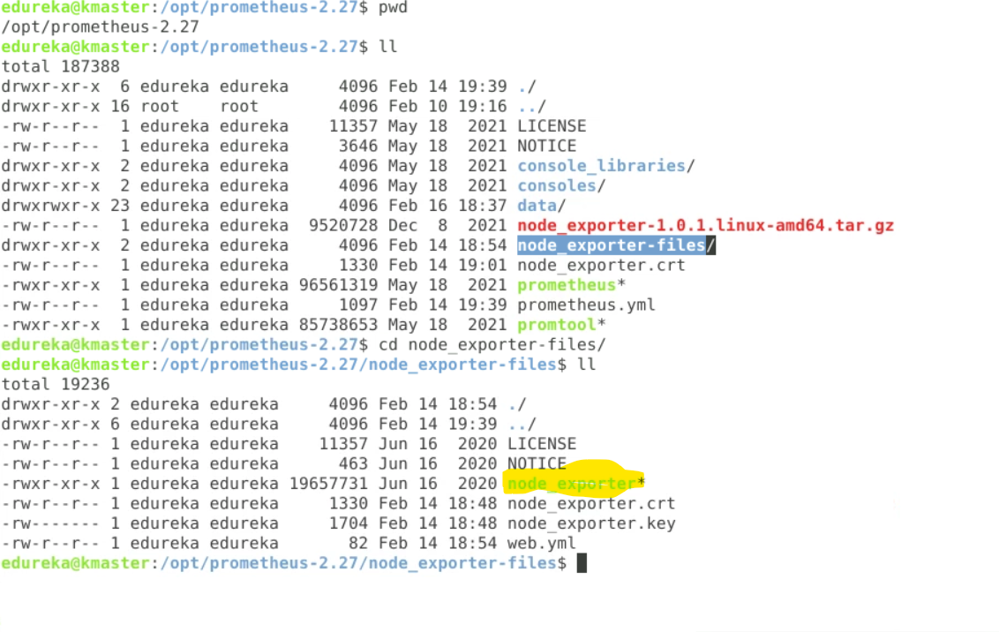 edureka@kmaster:/opt/prometheus-2.27$ pwd
/opt/prometheus-2.27
edureka@kmaster:/opt/prometheus-2.27$ ll
total 187388
drwxr-xr-x  6 edureka edureka     4096 Feb 14 19:39 ./
drwxr-xr-x 16 root    root        4096 Feb 10 19:16 ../
-rw-r--r--  1 edureka edureka    11357 May 18  2021 LICENSE
-rw-r--r--  1 edureka edureka     3646 May 18  2021 NOTICE
drwxr-xr-x  2 edureka edureka     4096 May 18  2021 console_libraries/
drwxr-xr-x  2 edureka edureka     4096 May 18  2021 consoles/
drwxrwxr-x 23 edureka edureka     4096 Feb 16 18:37 data/
-rw-r--r--  1 edureka edureka  9520728 Dec  8  2021 node_exporter-1.0.1.linux-amd64.tar.gz
drwxr-xr-x  2 edureka edureka     4096 Feb 14 18:54 node_exporter-files/
-rw-r--r--  1 edureka edureka     1330 Feb 14 19:01 node_exporter.crt
-rwxr-xr-x  1 edureka edureka 96561319 May 18  2021 prometheus*
-rw-r--r--  1 edureka edureka     1097 Feb 14 19:39 prometheus.yml
-rwxr-xr-x  1 edureka edureka 85738653 May 18  2021 promtool*
edureka@kmaster:/opt/prometheus-2.27$ cd node_exporter-files/
edureka@kmaster:/opt/prometheus-2.27/node_exporter-files$ ll
total 19236
drwxr-xr-x 2 edureka edureka     4096 Feb 14 18:54 ./
drwxr-xr-x 6 edureka edureka     4096 Feb 14 19:39 ../
-rw-r--r-- 1 edureka edureka    11357 Jun 16  2020 LICENSE
-rw-r--r-- 1 edureka edureka      463 Jun 16  2020 NOTICE
-rwxr-xr-x 1 edureka edureka 19657731 Jun 16  2020 node_exporter*
-rw-r--r-- 1 edureka edureka     1330 Feb 14 18:48 node_exporter.crt
-rw------- 1 edureka edureka     1704 Feb 14 18:48 node_exporter.key
-rw-r--r-- 1 edureka edureka       82 Feb 14 18:54 web.yml
edureka@kmaster:/opt/prometheus-2.27/node_exporter-files$